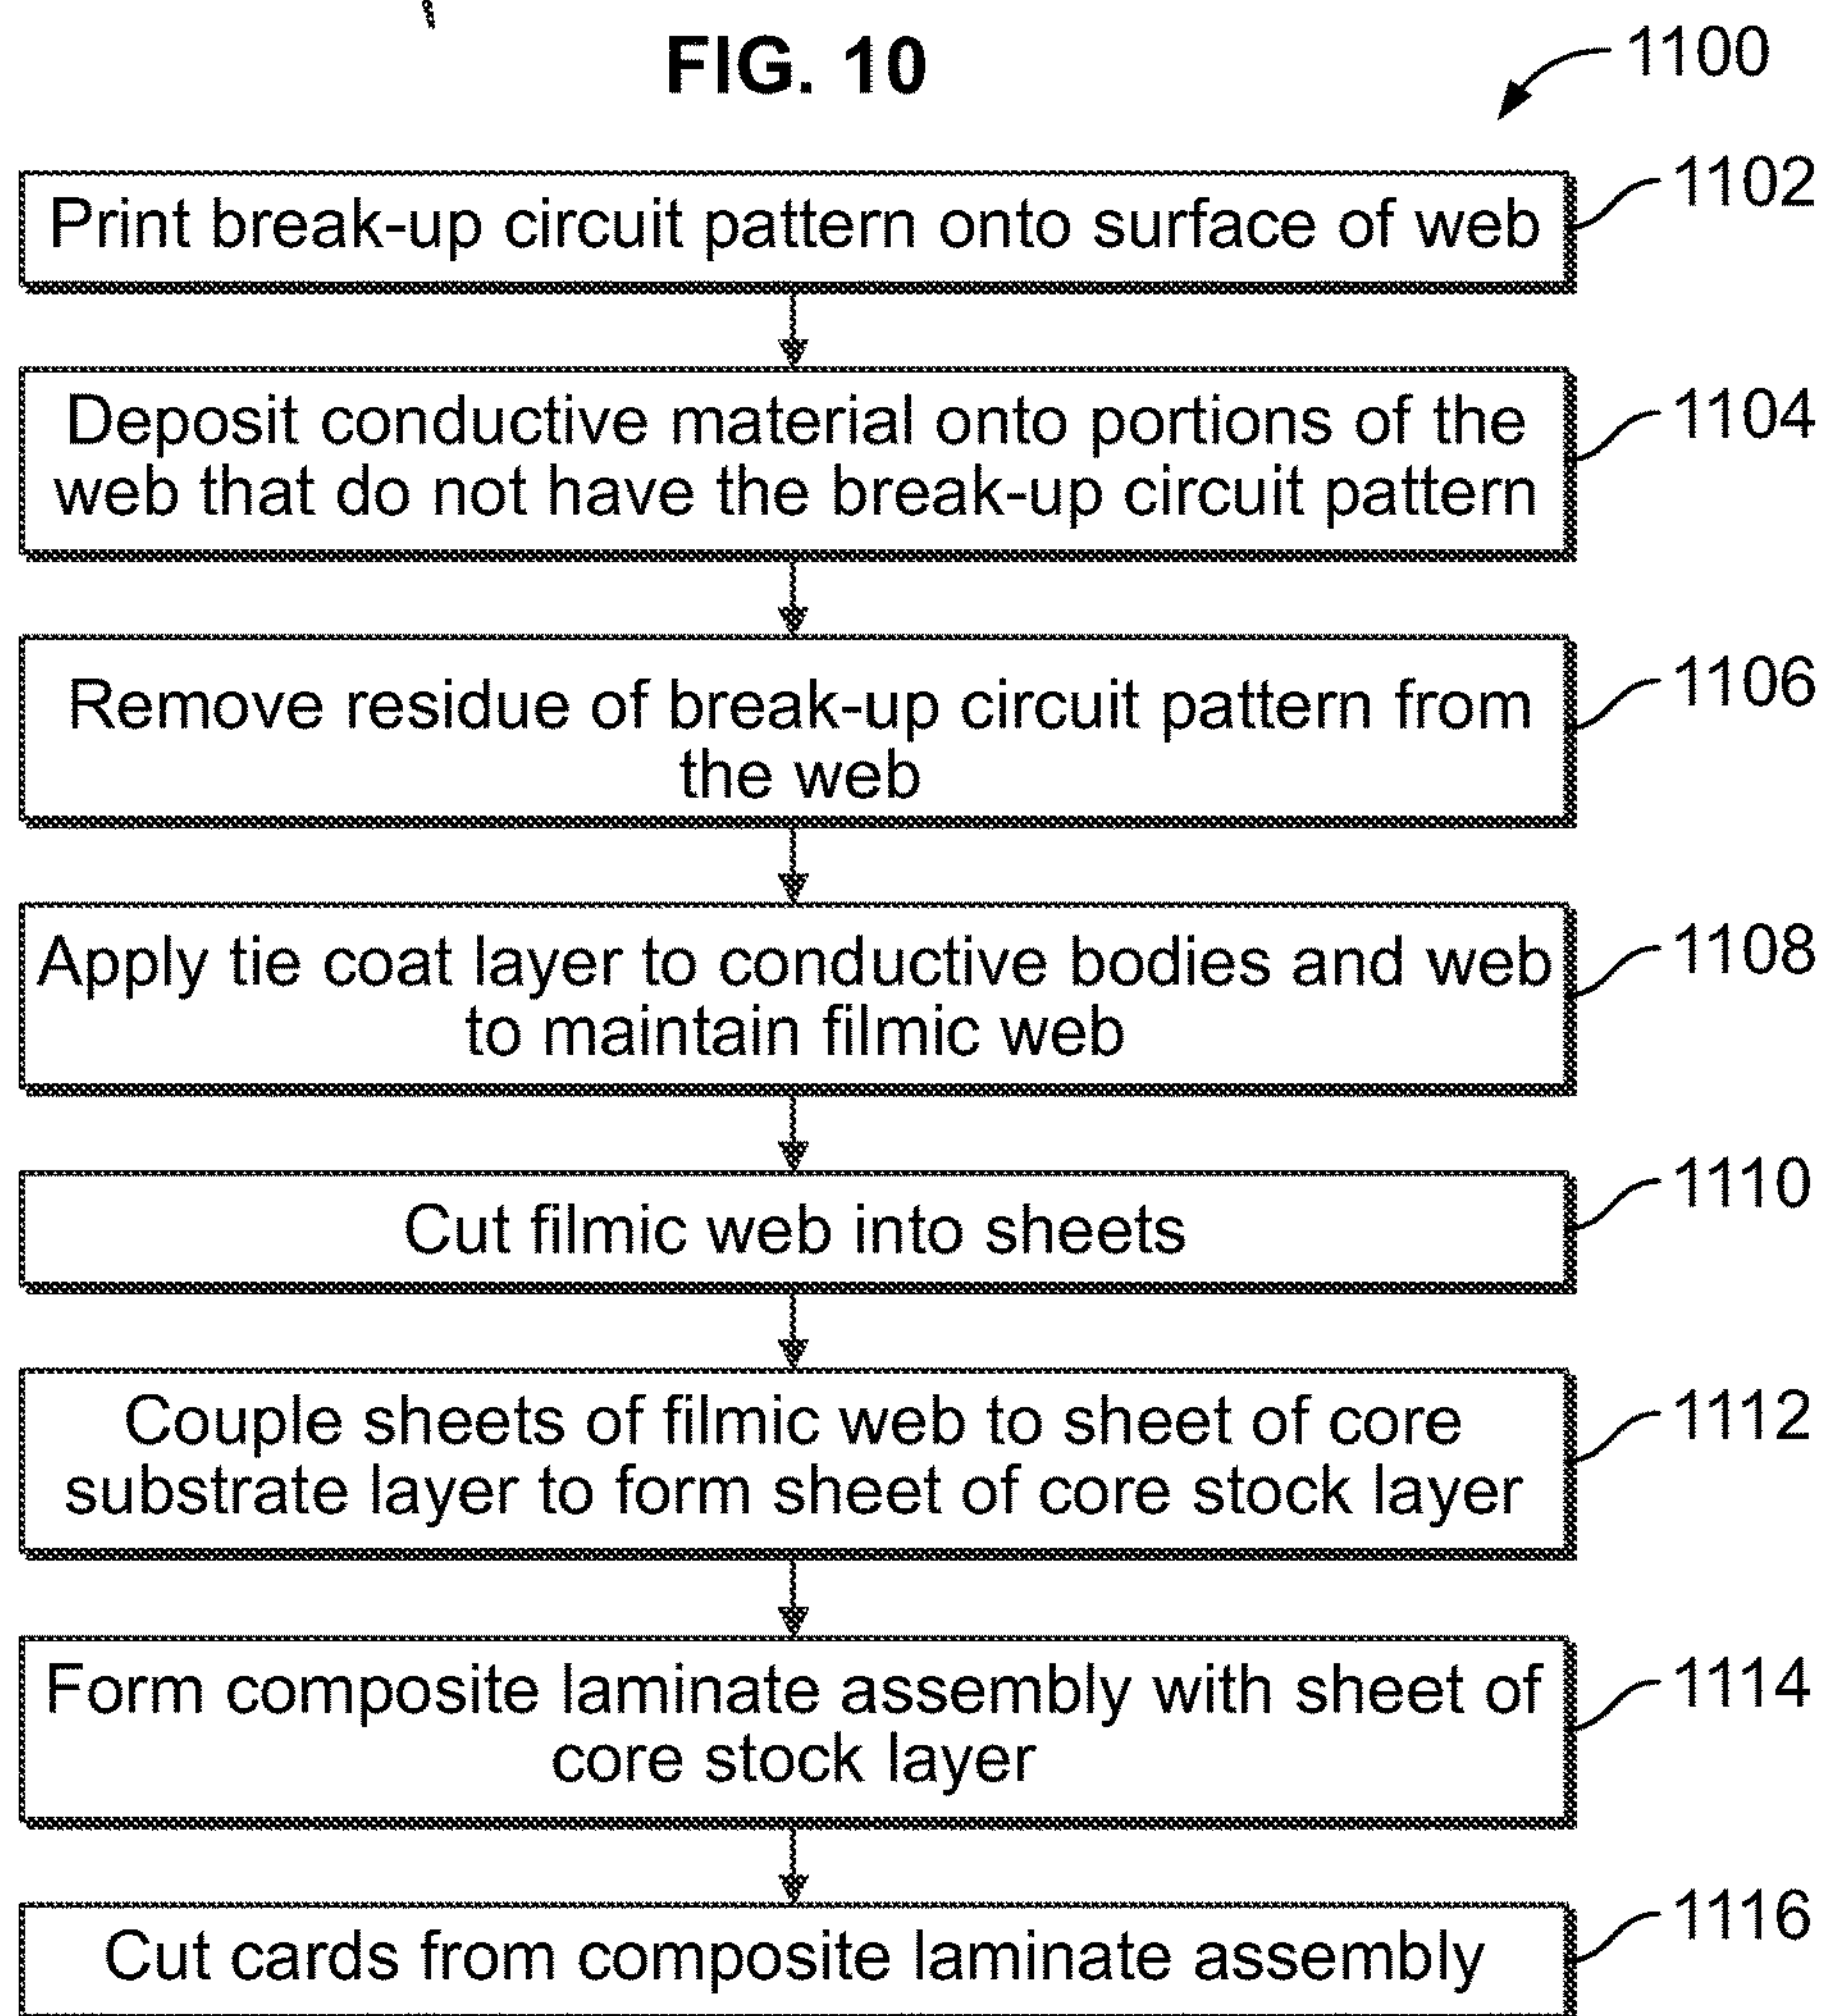 FIG. 10
1100
Print break-up circuit pattern onto surface of web
1102
Deposit conductive material onto portions of the
web that do not have the break-up circuit pattern
1104
Remove residue of break-up circuit pattern from
the web
1106
Apply tie coat layer to conductive bodies and web
to maintain filmic web
1108
Cut filmic web into sheets
1110
Couple sheets of filmic web to sheet of core
substrate layer to form sheet of core stock layer
1112
Form composite laminate assembly with sheet of
core stock layer
1114
Cut cards from composite laminate assembly
1116